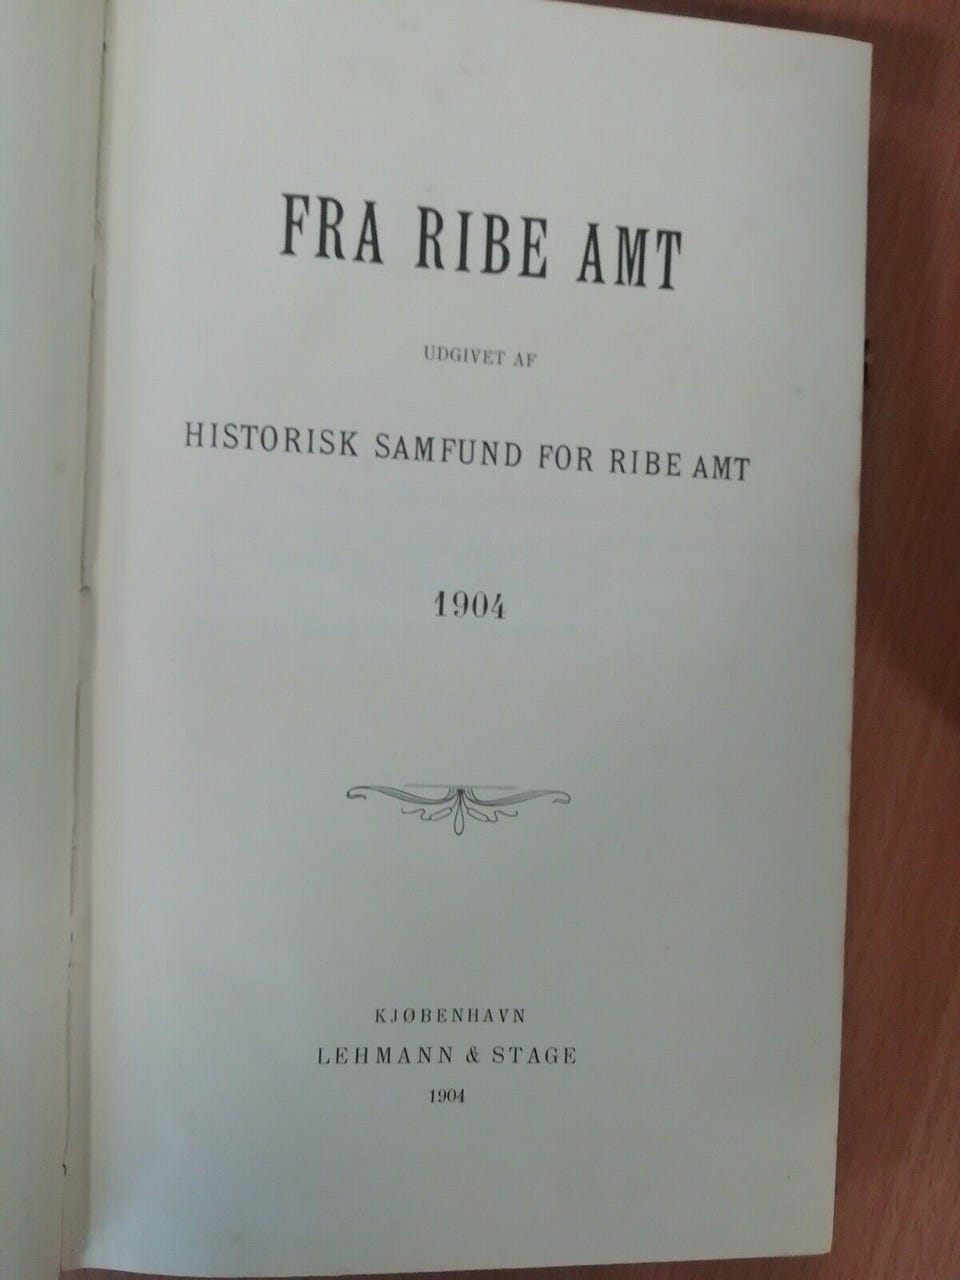 FRA RIBE AMT
UDGIVET AF
HISTORISK SAMFUND FOR RIBE AMT
1904
KJØBENHAVN
LEHMANN & STAGE
1904